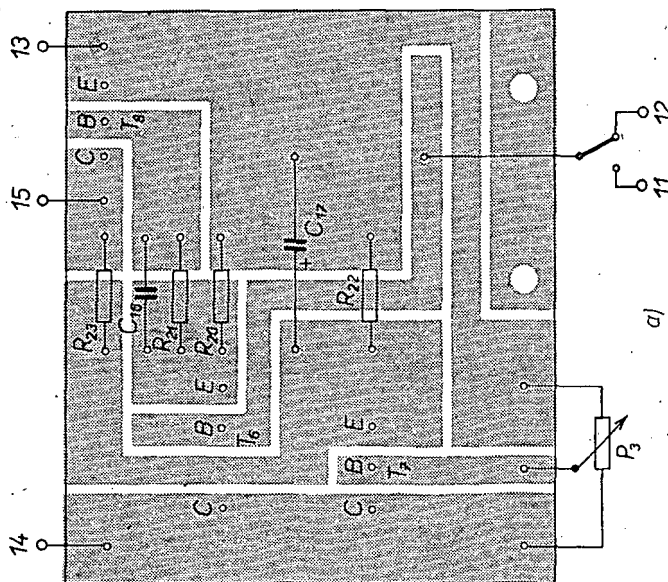 14 15 13
R23 C B E
C18 T8
R21
C B E R20
T6
+ C17
C B E R22
T7
P3
a)
11 12